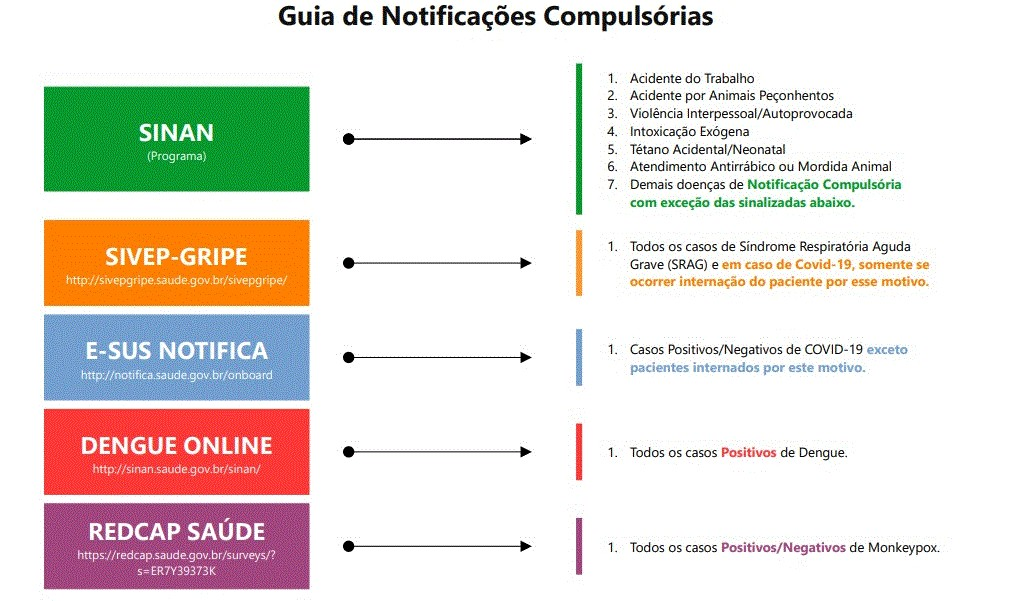 Guia de Notificações Compulsórias
SINAN
(Programa)
1. Acidente do Trabalho
2. Acidente por Animais Peçonhentos
3. Violência Interpessoal/Autoprovocada
4. Intoxicação Exógena
5. Tétano Acidental/Neonatal
6. Atendimento Antirrábico ou Mordida Animal
7. Demais doenças de Notificação Compulsória
com exceção das sinalizadas abaixo.
SIVEP-GRIPE
http://sivepgripe.saude.gov.br/sivepgripe/
1. Todos os casos de Síndrome Respiratória Aguda
Grave (SRAG) e em caso de Covid-19, somente se
ocorrer internação do paciente por esse motivo.
E-SUS NOTIFICA
http://notifica.saude.gov.br/onboard
1. Casos Positivos/Negativos de COVID-19 exceto
pacientes internados por este motivo.
DENGUE ONLINE
http://sinan.saude.gov.br/sinan/
1. Todos os casos Positivos de Dengue.
REDCAP SAÚDE
https://redcap.saude.gov.br/surveys/?
s=ER7Y39373K
1. Todos os casos Positivos/Negativos de Monkeypox.